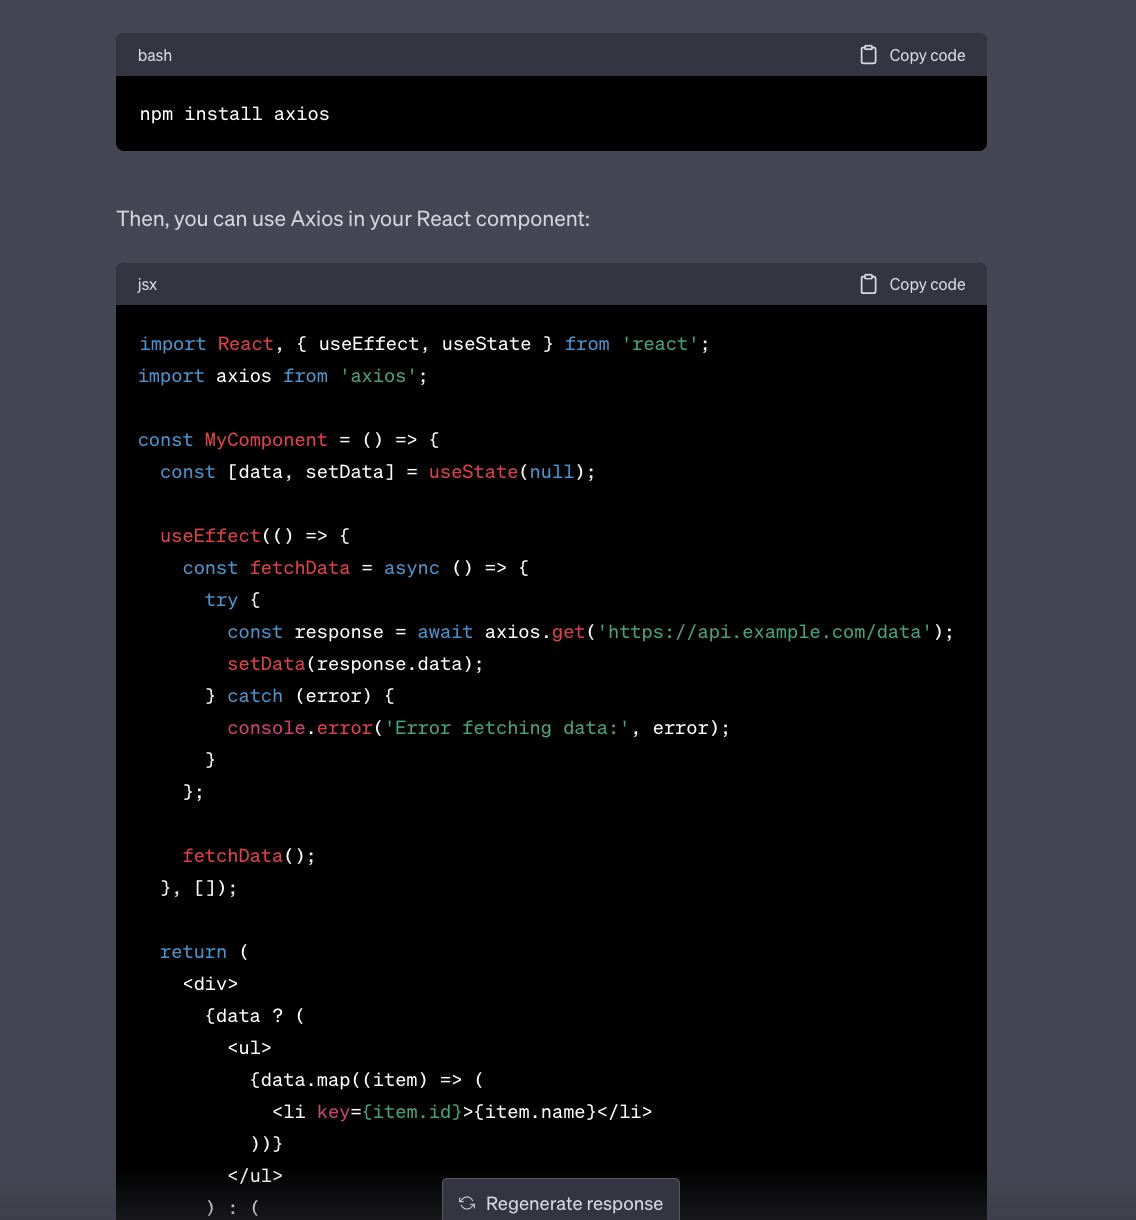 bash
Copy code
npm install axios
Then, you can use Axios in your React component:
jsx
Copy code
import React, { useEffect, useState } from 'react';
import axios from 'axios';
const MyComponent = () => {
  const [data, setData] = useState(null);
  useEffect(() => {
    const fetchData = async () => {
      try {
        const response = await axios.get('https://api.example.com/data');
        setData(response.data);
      } catch (error) {
        console.error('Error fetching data:', error);
      }
    };
    fetchData();
  }, []);
  return (
    <div>
      {data ? (
        <ul>
          {data.map((item) => (
            <li key={item.id}>{item.name}</li>
          ))}
        </ul>
      ) : (
Regenerate response